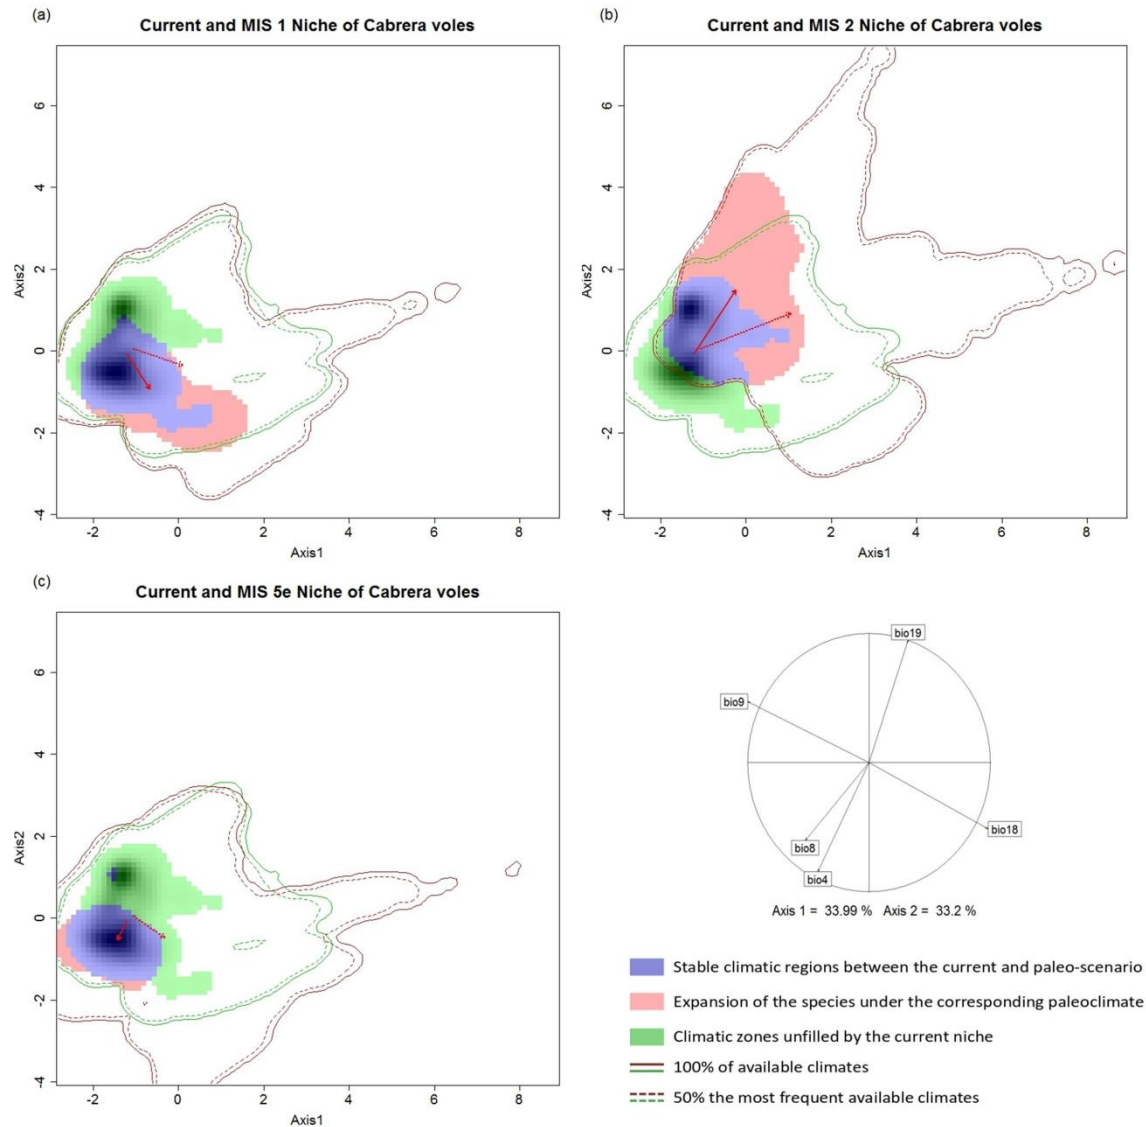 (a)
Current and MIS 1 Niche of Cabrera voles
6
4
2
0
-2
-4
Axis2
-2 0 2 4 6 8
Axis1
(b)
Current and MIS 2 Niche of Cabrera voles
6
4
2
0
-2
-4
Axis2
-2 0 2 4 6 8
Axis1
(c)
Current and MIS 5e Niche of Cabrera voles
6
4
2
0
-2
-4
Axis2
-2 0 2 4 6 8
Axis1
bio19
bio9
bio18
bio8
bio4
Axis 1 = 33.99 % Axis 2 = 33.2 %
Stable climatic regions between the current and paleo-scenario
Expansion of the species under the corresponding paleoclimate
Climatic zones unfilled by the current niche
100% of available climates
50% the most frequent available climates